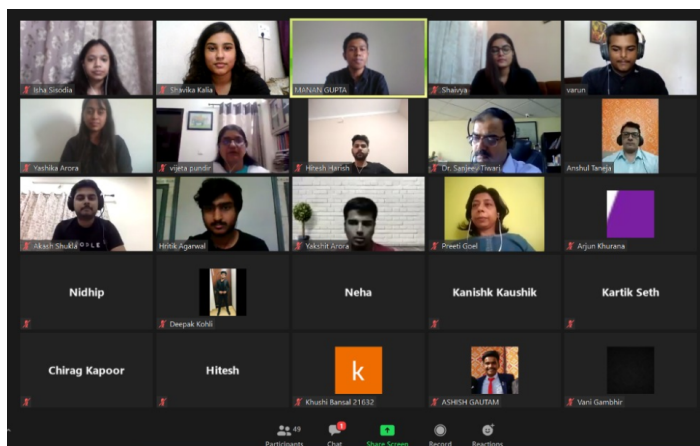 Isha Sisodia
Shavika Kalia
MANAN GUPTA
Shaivya
varun
Yashika Arora
vijeta pundir
Hitesh Harish
Dr. Sanjeev Tiwari
Anshul Taneja
Akash Shukla
Hritik Agarwal
Yakshit Arora
Preeti Goel
Arjun Khurana
Nidhip
Deepak Kohli
Neha
Kanishk Kaushik
Kartik Seth
Chirag Kapoor
Hitesh
k
Khushi Bansal 21632
ASHISH GAUTAM
Vani Gambhir
49
1
Participants
Chat
Share Screen
Record
Reactions